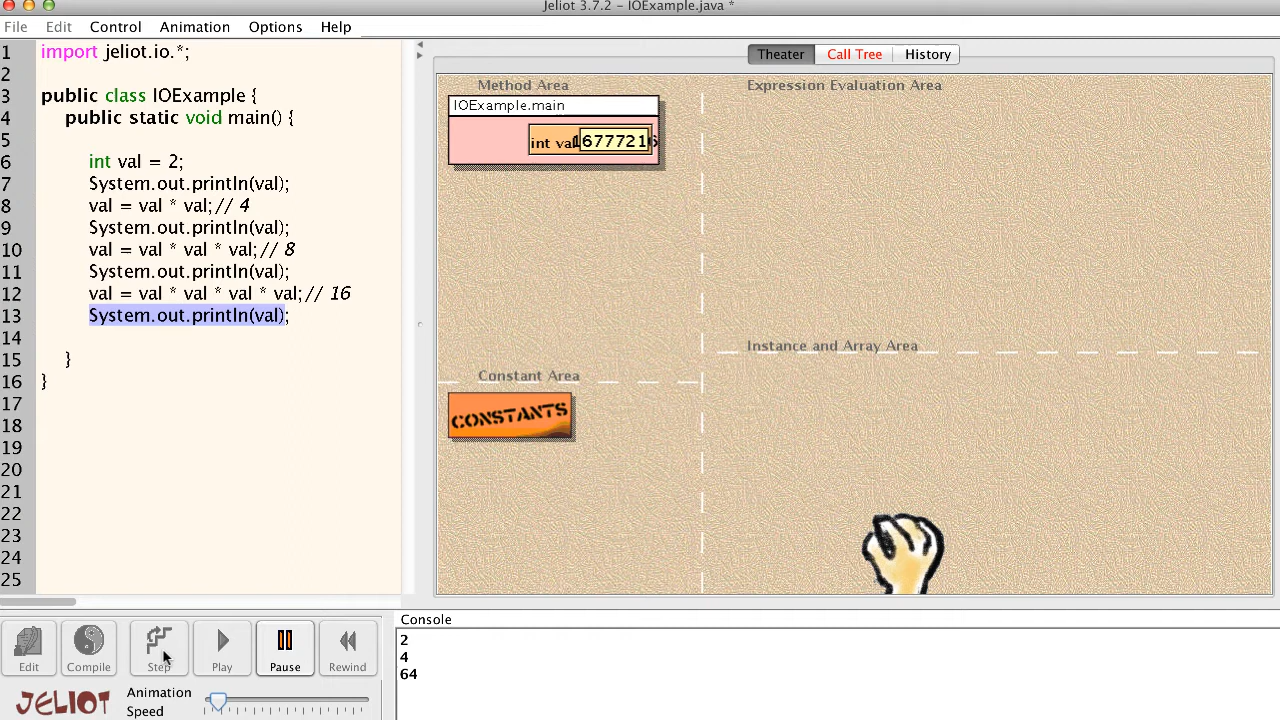 Jeliot 3.7.2 - IOExample.java *
File Edit Control Animation Options Help
Theater Call Tree History
1 import jeliot.io.*;
2
3 public class IOExample {
4 public static void main() {
5
6 int val = 2;
7 System.out.println(val);
8 val = val * val;// 4
9 System.out.println(val);
10 val = val * val * val;// 8
11 System.out.println(val);
12 val = val * val * val * val;// 16
13 System.out.println(val);
14
15 }
16 }
17
18
19
20
21
22
23
24
25
Method Area
IOExample.main
int val 16777216
Expression Evaluation Area
Constant Area
CONSTANTS
Instance and Array Area
Edit Compile Step Play Pause Rewind
JELIOT
Animation
Speed
Console
2
4
64